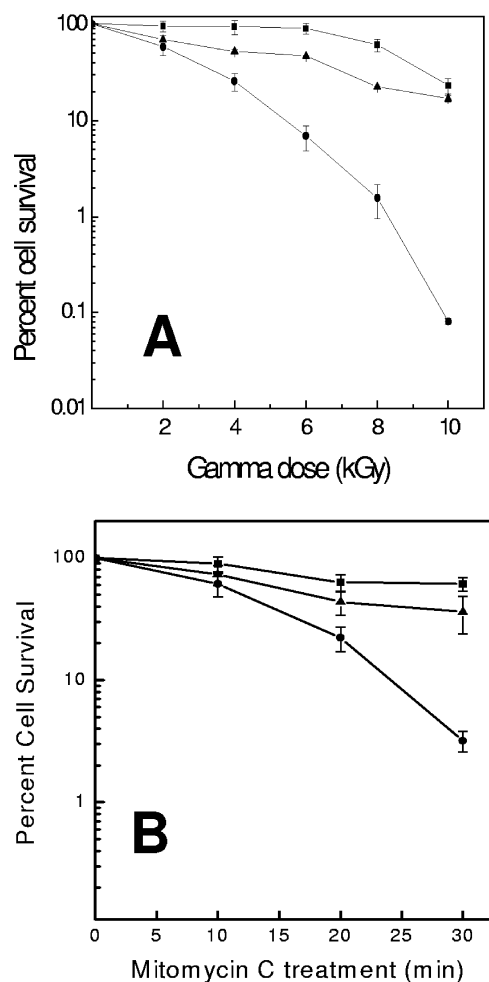 100
10
1
0.1
0.01
Percent cell survival
A
2 4 6 8 10
Gamma dose (kGy)
100
10
1
Percent Cell Survival
B
0 5 10 15 20 25 30
Mitomycin C treatment (min)